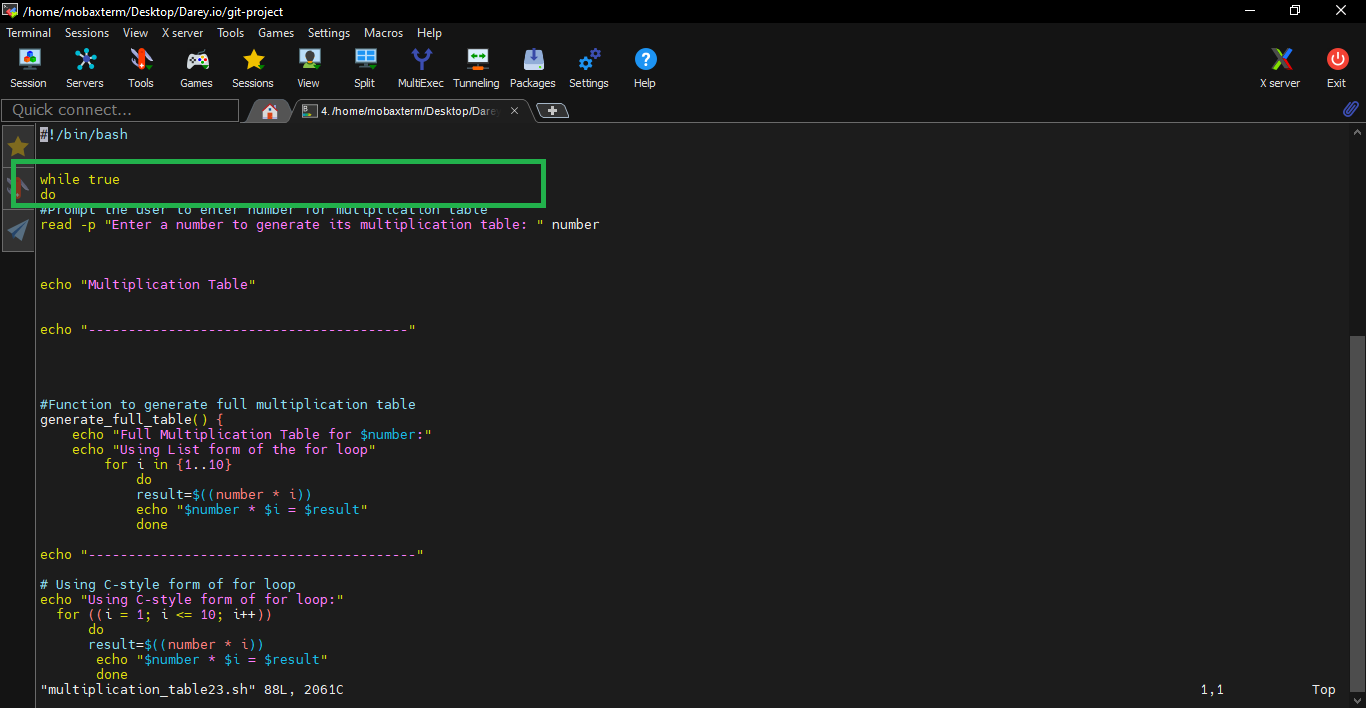 /home/mobaxterm/Desktop/Darey.io/git-project
Terminal Sessions View X server Tools Games Settings Macros Help
Session Servers Tools Games Sessions View Split MultiExec Tunneling Packages Settings Help X server Exit
Quick connect...
4. /home/mobaxterm/Desktop/Dare
#!/bin/bash
while true
do
#Prompt the user to enter number for multiplication table
read -p "Enter a number to generate its multiplication table: " number
echo "Multiplication Table"
echo "----------------------------------------"
#Function to generate full multiplication table
generate_full_table() {
echo "Full Multiplication Table for $number:"
echo "Using List form of the for loop"
for i in {1..10}
do
result=$((number * i))
echo "$number * $i = $result"
done
echo "-----------------------------------------"
# Using C-style form of for loop
echo "Using C-style form of for loop:"
for ((i = 1; i <= 10; i++))
do
result=$((number * i))
echo "$number * $i = $result"
done
"multiplication_table23.sh" 88L, 2061C 1,1 Top